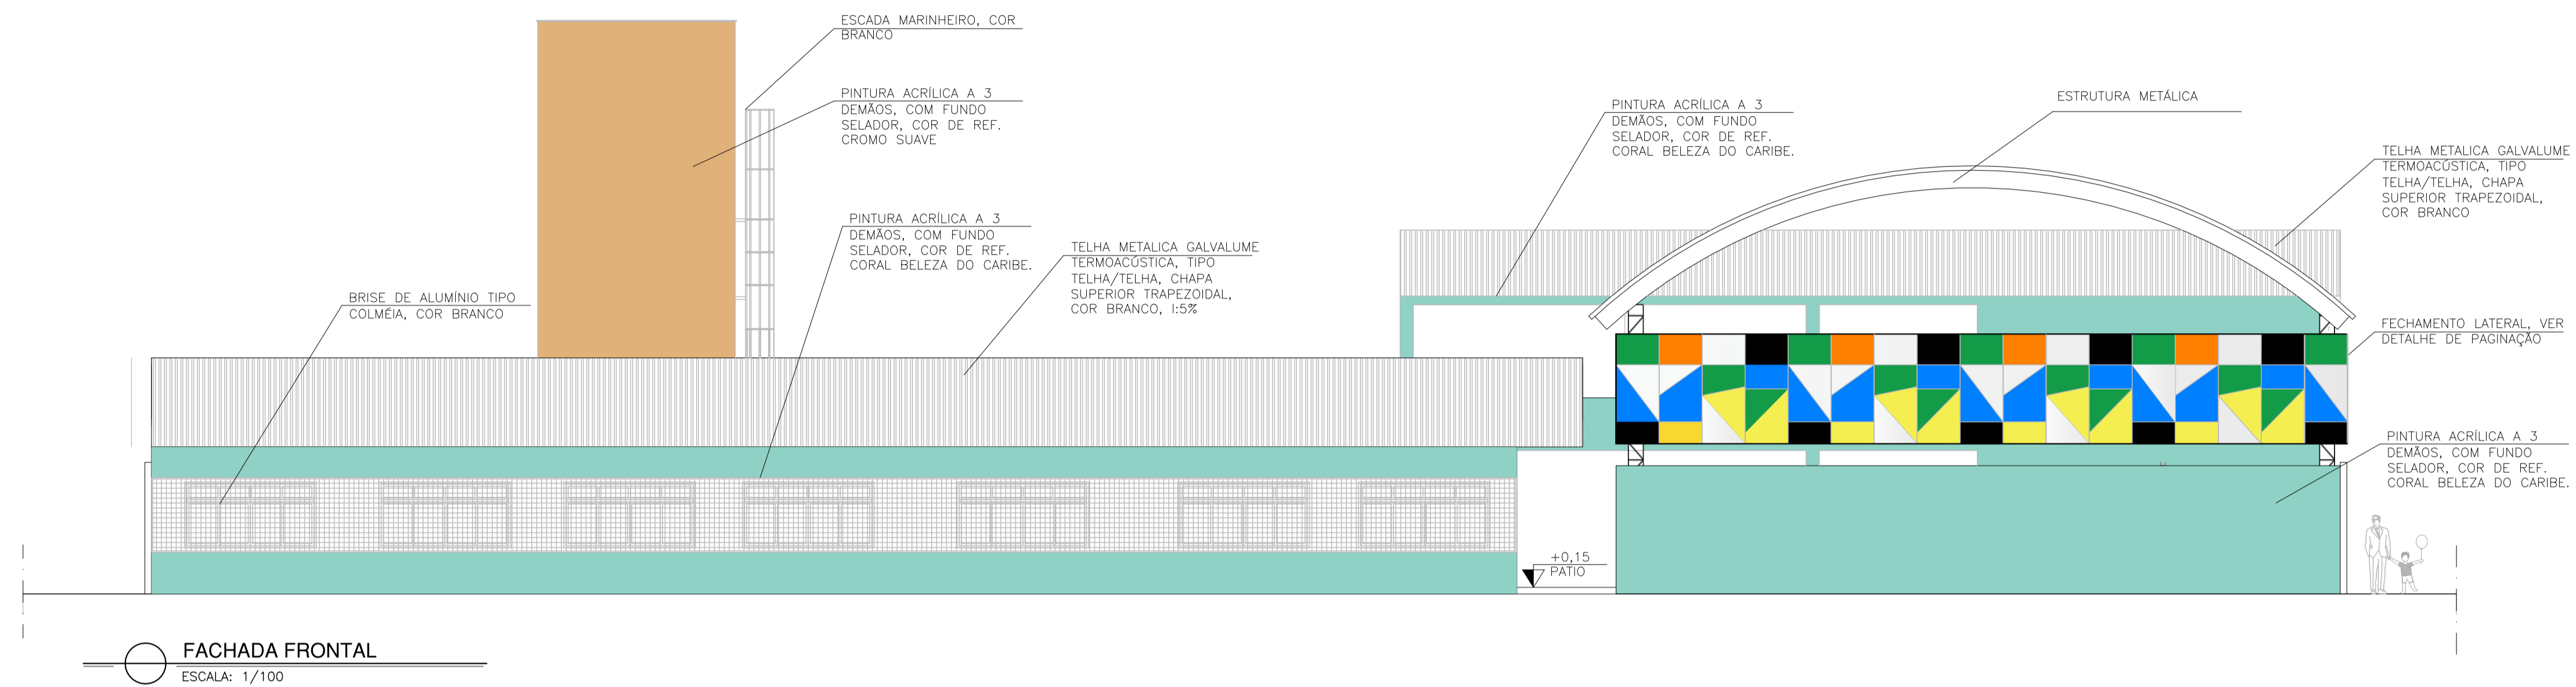 ESCADA MARINHEIRO, COR
BRANCO
PINTURA ACRÍLICA A 3
DEMÃOS, COM FUNDO
SELADOR, COR DE REF.
CROMO SUAVE
PINTURA ACRÍLICA A 3
DEMÃOS, COM FUNDO
SELADOR, COR DE REF.
CORAL BELEZA DO CARIBE.
TELHA METALICA GALVALUME
TERMOACÚSTICA, TIPO
TELHA/TELHA, CHAPA
SUPERIOR TRAPEZOIDAL,
COR BRANCO, I:5%
BRISE DE ALUMÍNIO TIPO
COLMÉIA, COR BRANCO
PINTURA ACRÍLICA A 3
DEMÃOS, COM FUNDO
SELADOR, COR DE REF.
CORAL BELEZA DO CARIBE.
ESTRUTURA METÁLICA
TELHA METALICA GALVALUME
TERMOACÚSTICA, TIPO
TELHA/TELHA, CHAPA
SUPERIOR TRAPEZOIDAL,
COR BRANCO
FECHAMENTO LATERAL, VER
DETALHE DE PAGINAÇÃO
PINTURA ACRÍLICA A 3
DEMÃOS, COM FUNDO
SELADOR, COR DE REF.
CORAL BELEZA DO CARIBE.
+0,15
PATIO
FACHADA FRONTAL
ESCALA: 1/100